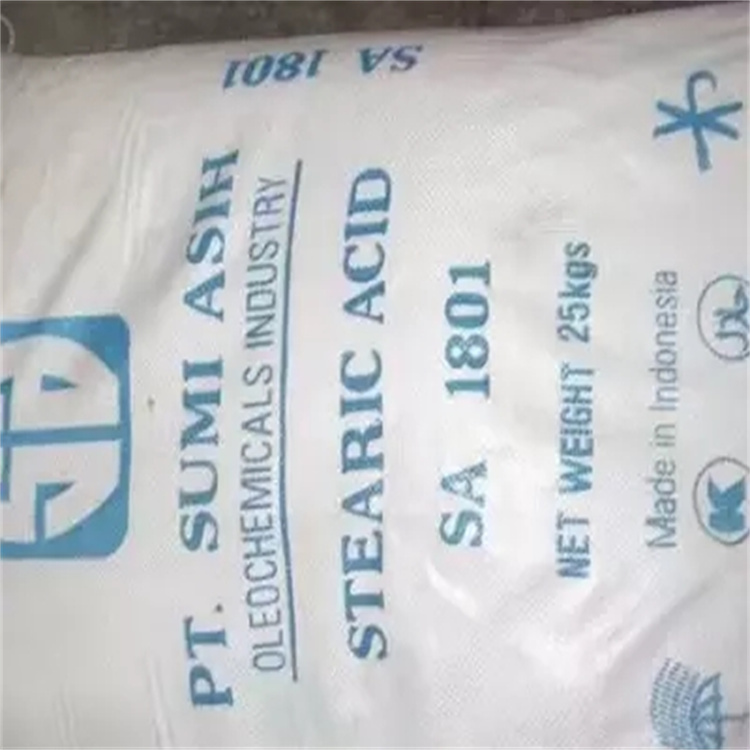 SA 1801
PT. SUMI ASIH
OLEOCHEMICALS INDUSTRY
STEARIC ACID
SA 1801
NET WEIGHT 25kgs
Made in Indonesia
K